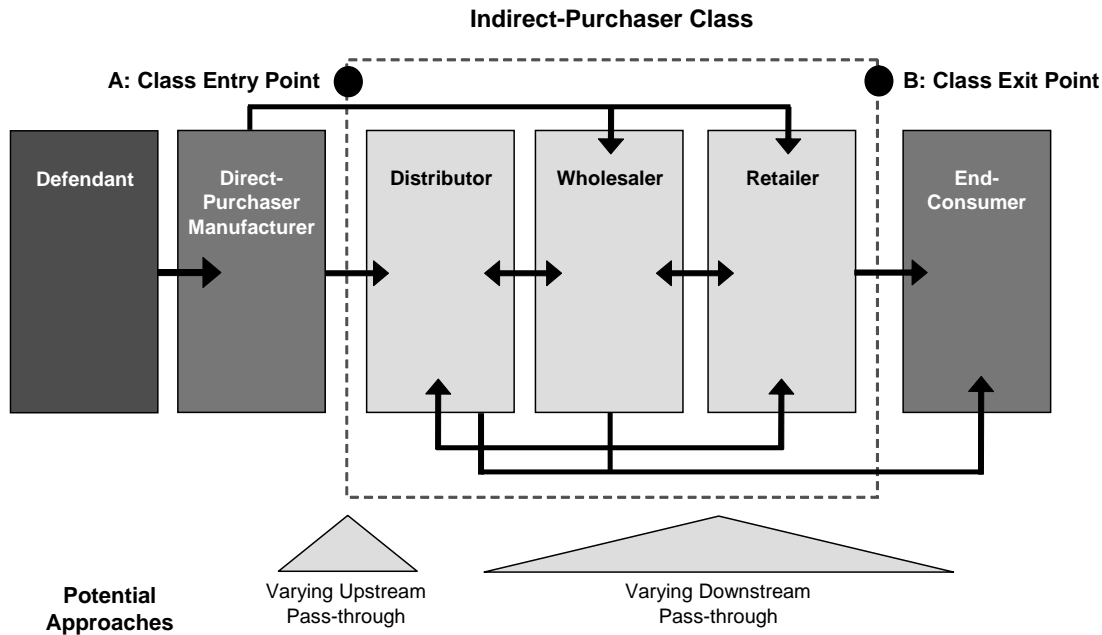 Indirect-Purchaser Class
A: Class Entry Point
B: Class Exit Point
Defendant
Direct-
Purchaser
Manufacturer
Distributor
Wholesaler
Retailer
End-
Consumer
Varying Upstream
Pass-through
Varying Downstream
Pass-through
Potential
Approaches